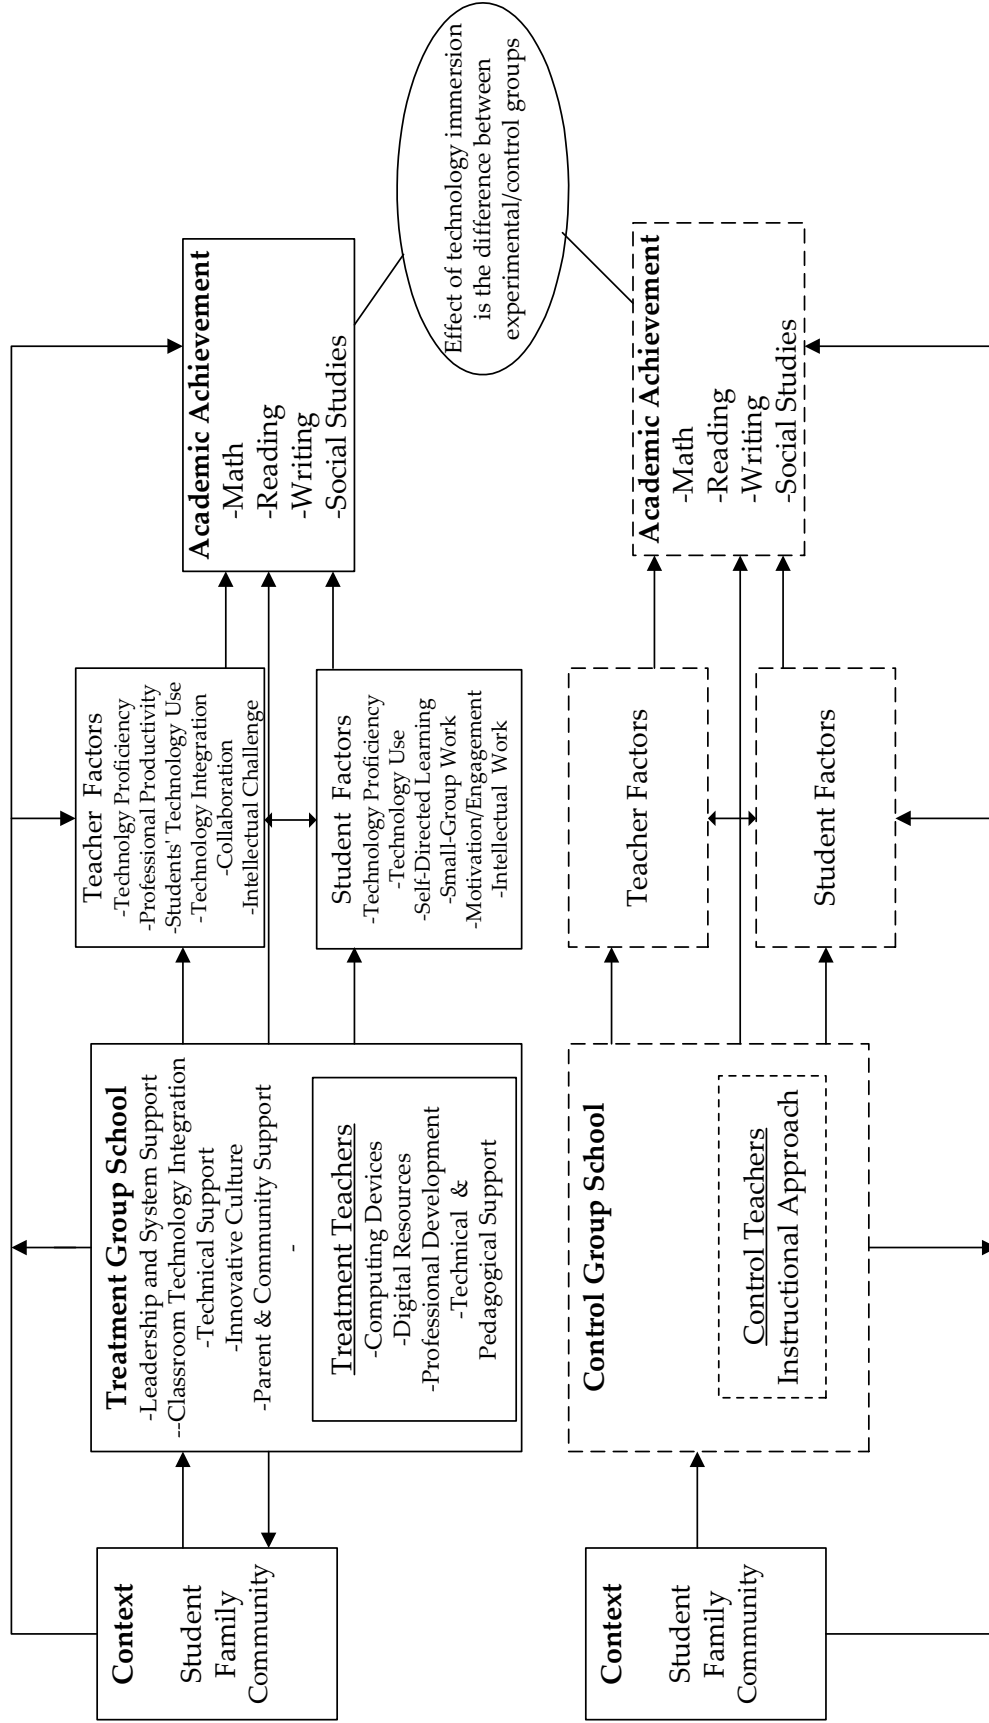 Context
Student
Family
Community
Treatment Group School
-Leadership and System Support
--Classroom Technology Integration
-Technical Support
-Innovative Culture
-Parent & Community Support
-
Treatment Teachers
-Computing Devices
-Digital Resources
-Professional Development
-Technical &
Pedagogical Support
Teacher Factors
-Technolgy Proficiency
-Professional Productivity
-Students' Technology Use
-Technology Integration
-Collaboration
-Intellectual Challenge
Student Factors
-Technology Proficiency
-Technology Use
-Self-Directed Learning
-Small-Group Work
-Motivation/Engagement
-Intellectual Work
Academic Achievement
-Math
-Reading
-Writing
-Social Studies
Effect of technology immersion
is the difference between
experimental/control groups
Context
Student
Family
Community
Control Group School
Control Teachers
Instructional Approach
Teacher Factors
Student Factors
Academic Achievement
-Math
-Reading
-Writing
-Social Studies